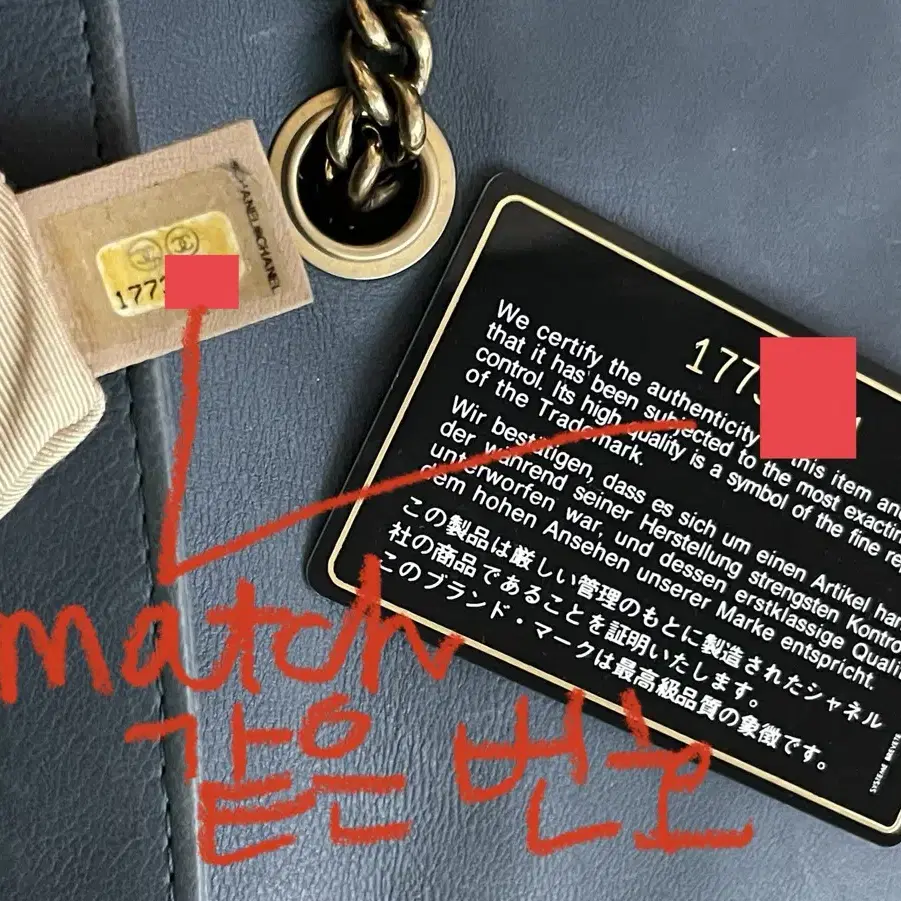 CHANEL CHANEL
177
177
We certify the authenticity this item and
that it has been subjected to the most exacting
control. Its high quality is a symbol of the fine
of the Trademark.
Wir bestätigen, dass es sich um einen Artikel
der während seiner Herstellung strengsten
unterworfen war, und dessen erstklassige
dem hohen Ansehen unserer Marke entspricht.
この製品は厳しい管理のもとに製造されたシャネル
社の商品であることを証明いたします。
このブランド・マークは最高級品質の象徴です。
match
같은 번호